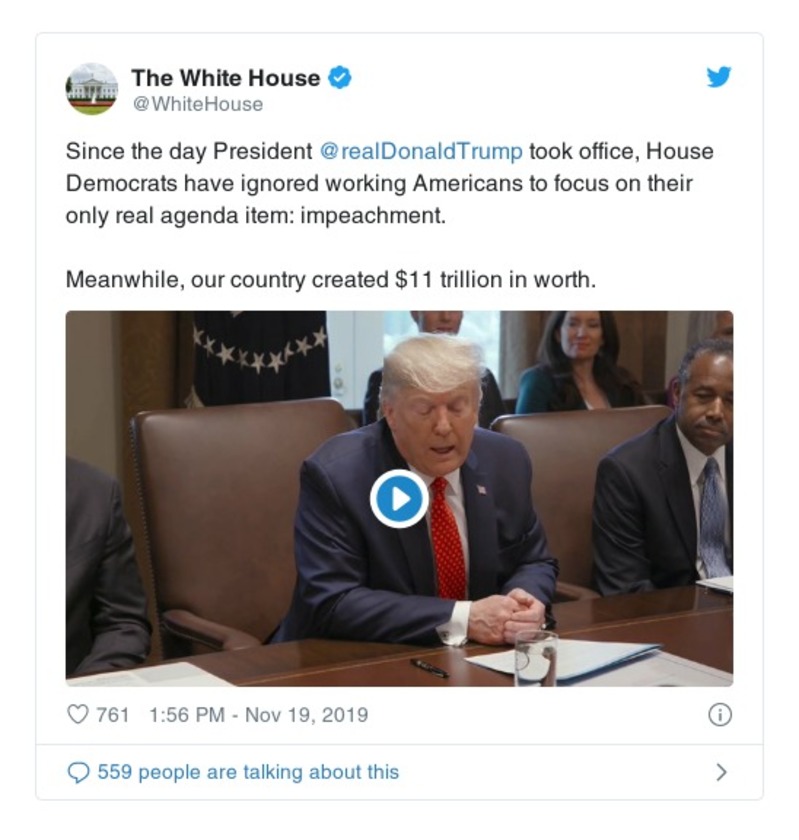 The White House
@WhiteHouse
Since the day President @realDonaldTrump took office, House
Democrats have ignored working Americans to focus on their
only real agenda item: impeachment.
Meanwhile, our country created $11 trillion in worth.
761 1:56 PM - Nov 19, 2019
559 people are talking about this